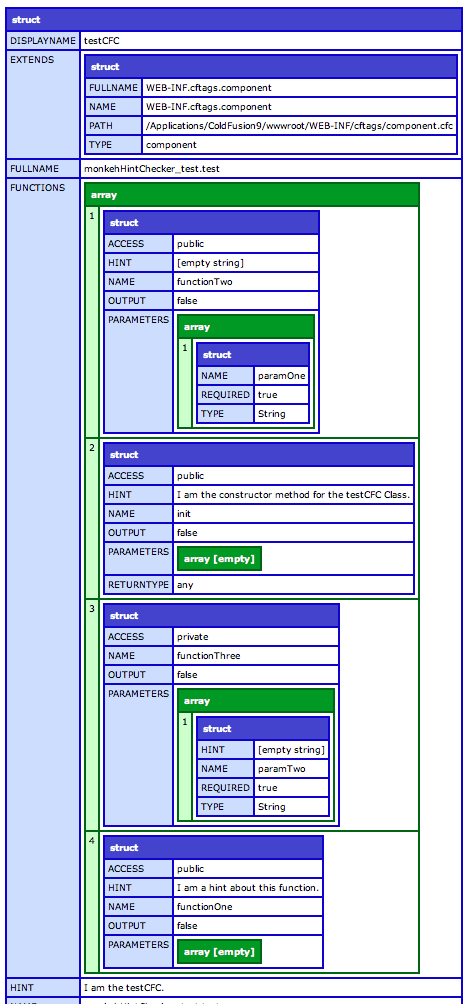 struct
DISPLAYNAME testCFC
EXTENDS
struct
FULLNAME WEB-INF.cftags.component
NAME WEB-INF.cftags.component
PATH /Applications/ColdFusion9/wwwroot/WEB-INF/cftags/component.cfc
TYPE component
FULLNAME monkehHintChecker_test.test
FUNCTIONS
array
1
struct
ACCESS public
HINT [empty string]
NAME functionTwo
OUTPUT false
PARAMETERS
array
1
struct
NAME paramOne
REQUIRED true
TYPE String
2
struct
ACCESS public
HINT I am the constructor method for the testCFC Class.
NAME init
OUTPUT false
PARAMETERS array [empty]
RETURNTYPE any
3
struct
ACCESS private
NAME functionThree
OUTPUT false
PARAMETERS
array
1
struct
HINT [empty string]
NAME paramTwo
REQUIRED true
TYPE String
4
struct
ACCESS public
HINT I am a hint about this function.
NAME functionOne
OUTPUT false
PARAMETERS array [empty]
HINT I am the testCFC.